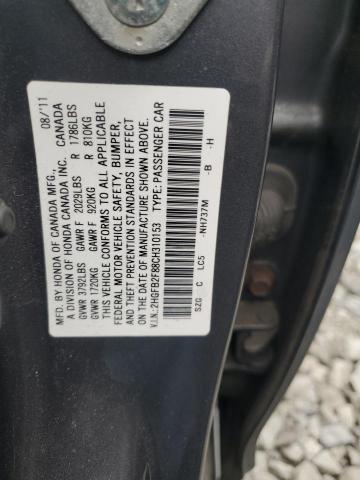 MFD. BY HONDA OF CANADA MFG. 08/'11
A DIVISION OF HONDA CANADA INC. CANADA
GVWR 3792LBS GAWR F 2029LBS R 1786LBS
GVWR 1720KG GAWR F 920KG R 810KG
THIS VEHICLE CONFORMS TO ALL APPLICABLE
FEDERAL MOTOR VEHICLE SAFETY, BUMPER,
AND THEFT PREVENTION STANDARDS IN
EFFECT ON THE DATE OF MANUFACTURE SHOWN ABOVE.
V.I.N.:2HGFB2F88CH310153 TYPE:PASSENGER CAR
SZG C LC5 -NH737M -B -H